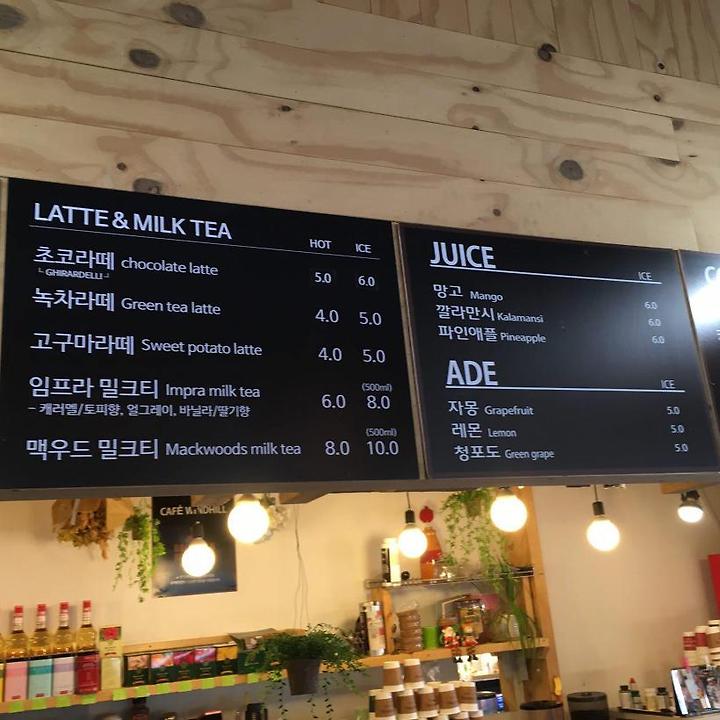 LATTE & MILK TEA
HOT ICE
초코라떼 chocolate latte 5.0 6.0
└ GHIRARDELLI ┘
녹차라떼 Green tea latte 4.0 5.0
고구마라떼 Sweet potato latte 4.0 5.0
(500ml)
임프라 밀크티 Impra milk tea 6.0 8.0
- 캐러멜/토피향, 얼그레이, 바닐라/딸기향
(500ml)
맥우드 밀크티 Mackwoods milk tea 8.0 10.0
JUICE
ICE
망고 Mango 6.0
깔라만시 Kalamansi 6.0
파인애플 Pineapple 6.0
ADE
ICE
자몽 Grapefruit 5.0
레몬 Lemon 5.0
청포도 Green grape 5.0
CAFÉ WINDHILL